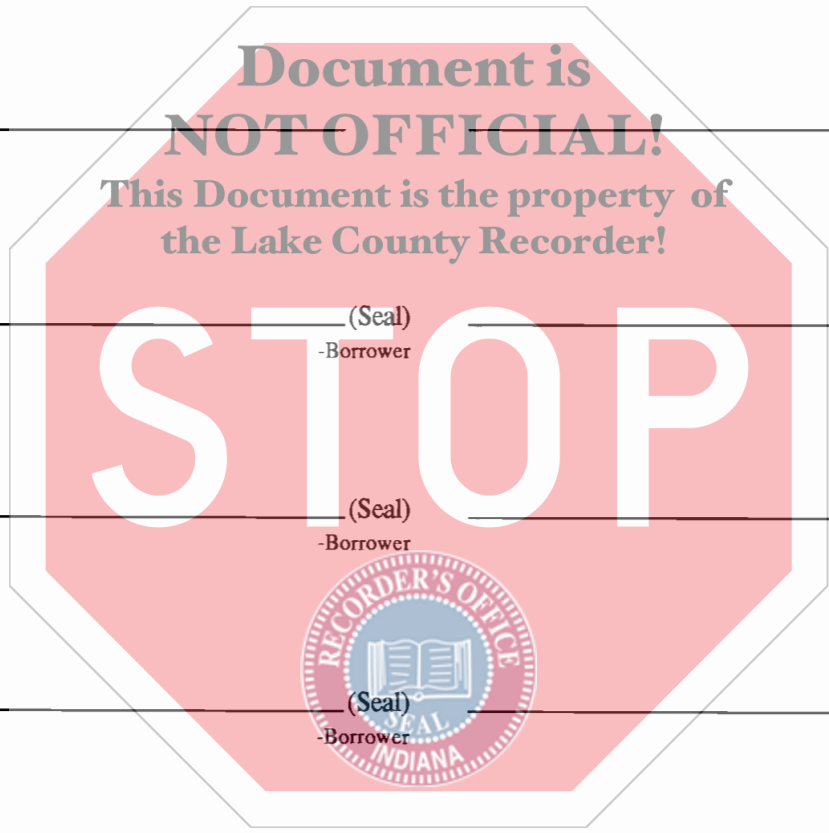 Document is
NOT OFFICIAL!
This Document is the property of
the Lake County Recorder!
(Seal)
-Borrower
STOP
(Seal)
-Borrower
RECORDER'S OFFICE
(Seal)
SEAL
-Borrower
INDIANA